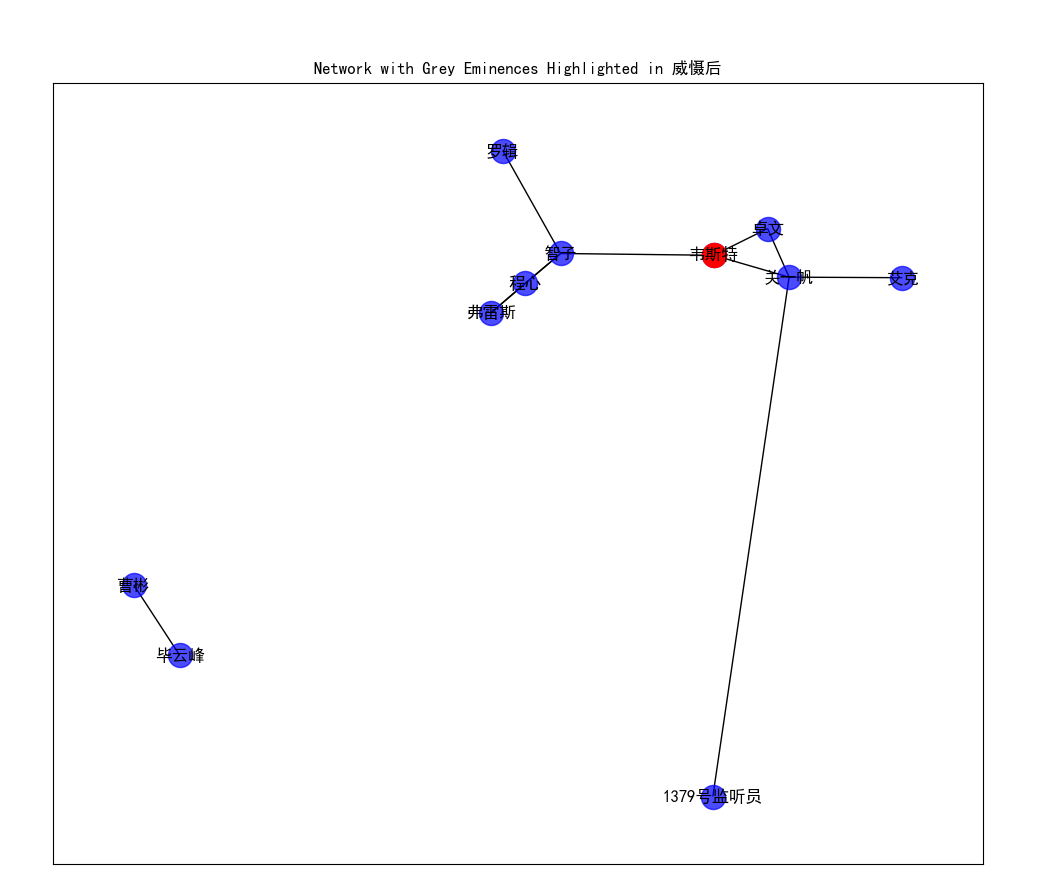 Network with Grey Eminences Highlighted in 威慑后
罗辑
卓文
智子
韦斯特
关一帆
艾克
程心
弗雷斯
曹彬
毕云峰
1379号监听员